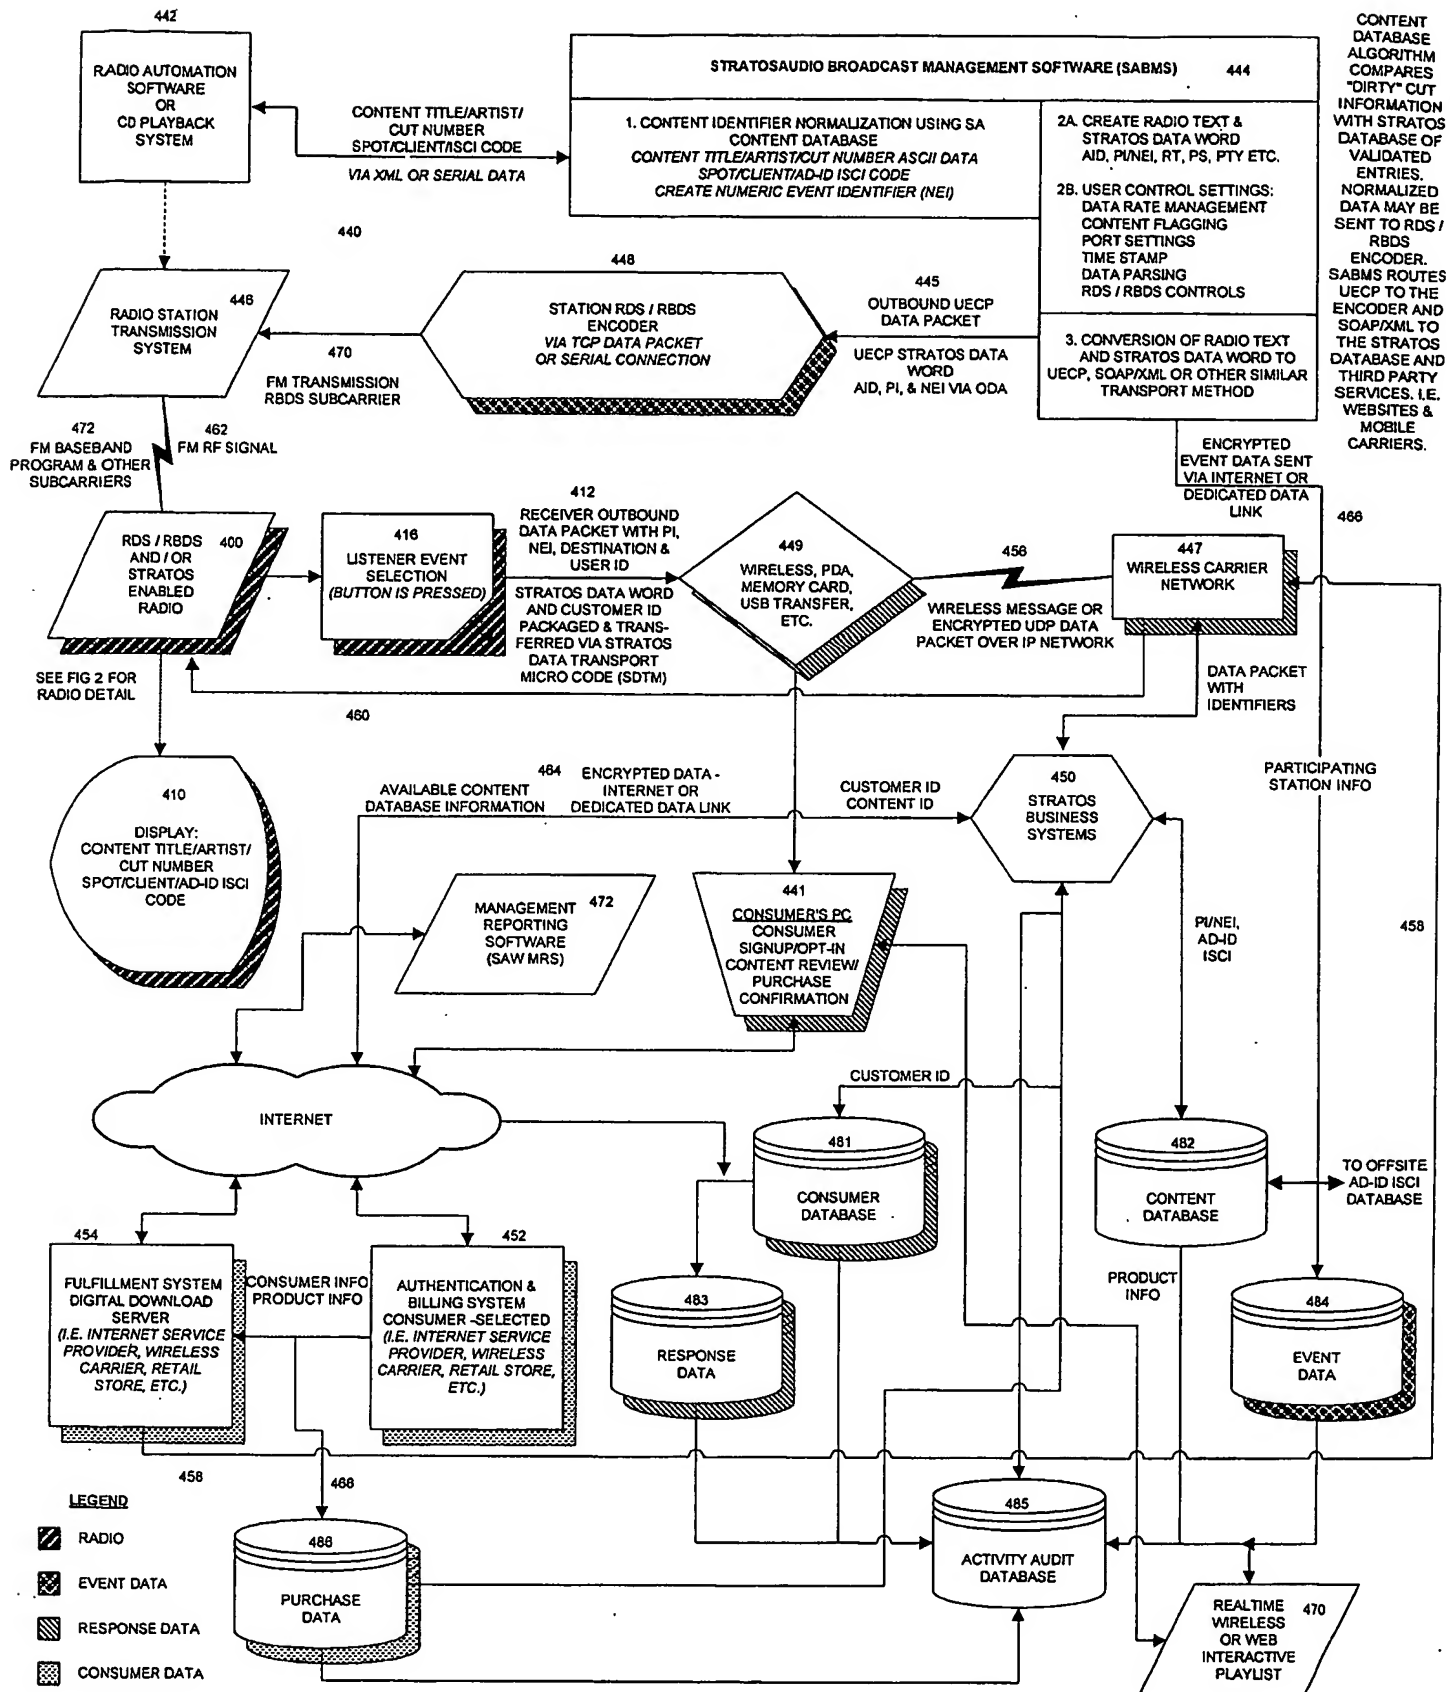 442
RADIO AUTOMATION
SOFTWARE
OR
CD PLAYBACK
SYSTEM
CONTENT TITLE/ARTIST/
CUT NUMBER
SPOT/CLIENT/ISCI CODE
VIA XML OR SERIAL DATA
STRATOSAUDIO BROADCAST MANAGEMENT SOFTWARE (SABMS) 444
1. CONTENT IDENTIFIER NORMALIZATION USING SA
CONTENT DATABASE
CONTENT TITLE/ARTIST/CUT NUMBER ASCII DATA
SPOT/CLIENT/AD-ID ISCI CODE
CREATE NUMERIC EVENT IDENTIFIER (NEI)
2A. CREATE RADIO TEXT &
STRATOS DATA WORD
AID, PI/NEI, RT, PS, PTY ETC.
2B. USER CONTROL SETTINGS:
DATA RATE MANAGEMENT
CONTENT FLAGGING
PORT SETTINGS
TIME STAMP
DATA PARSING
RDS / RBDS CONTROLS
3. CONVERSION OF RADIO TEXT
AND STRATOS DATA WORD TO
UECP, SOAP/XML OR OTHER SIMILAR
TRANSPORT METHOD
CONTENT
DATABASE
ALGORITHM
COMPARES
"DIRTY" CUT
INFORMATION
WITH STRATOS
DATABASE OF
VALIDATED
ENTRIES.
NORMALIZED
DATA MAY BE
SENT TO RDS /
RBDS
ENCODER.
SABMS ROUTES
UECP TO THE
ENCODER AND
SOAP/XML TO
THE STRATOS
DATABASE AND
THIRD PARTY
SERVICES. I.E.
WEBSITES &
MOBILE
CARRIERS.
440
446
RADIO STATION
TRANSMISSION
SYSTEM
448
STATION RDS / RBDS
ENCODER
VIA TCP DATA PACKET
OR SERIAL CONNECTION
445
OUTBOUND UECP
DATA PACKET
UECP STRATOS DATA
WORD
AID, PI, & NEI VIA ODA
470
FM TRANSMISSION
RBDS SUBCARRIER
472
FM BASEBAND
PROGRAM & OTHER
SUBCARRIERS
462
FM RF SIGNAL
ENCRYPTED
EVENT DATA SENT
VIA INTERNET OR
DEDICATED DATA
LINK
466
RDS / RBDS 400
AND / OR
STRATOS
ENABLED
RADIO
416
LISTENER EVENT
SELECTION
(BUTTON IS PRESSED)
412
RECEIVER OUTBOUND
DATA PACKET WITH PI,
NEI, DESTINATION &
USER ID
STRATOS DATA WORD
AND CUSTOMER ID
PACKAGED & TRANS-
FERRED VIA STRATOS
DATA TRANSPORT
MICRO CODE (SDTM)
449
WIRELESS, PDA,
MEMORY CARD,
USB TRANSFER,
ETC.
456
WIRELESS MESSAGE OR
ENCRYPTED UDP DATA
PACKET OVER IP NETWORK
447
WIRELESS CARRIER
NETWORK
SEE FIG 2 FOR
RADIO DETAIL
460
DATA PACKET
WITH
IDENTIFIERS
410
DISPLAY:
CONTENT TITLE/ARTIST/
CUT NUMBER
SPOT/CLIENT/AD-ID ISCI
CODE
464
AVAILABLE CONTENT
DATABASE INFORMATION
ENCRYPTED DATA -
INTERNET OR
DEDICATED DATA LINK
CUSTOMER ID
CONTENT ID
450
STRATOS
BUSINESS
SYSTEMS
PARTICIPATING
STATION INFO
MANAGEMENT 472
REPORTING
SOFTWARE
(SAW MRS)
441
CONSUMER'S PC
CONSUMER
SIGNUP/OPT-IN
CONTENT REVIEW/
PURCHASE
CONFIRMATION
PI/NEI,
AD-ID
ISCI
458
INTERNET
CUSTOMER ID
481
CONSUMER
DATABASE
482
CONTENT
DATABASE
TO OFFSITE
AD-ID ISCI
DATABASE
454
FULFILLMENT SYSTEM
DIGITAL DOWNLOAD
SERVER
(I.E. INTERNET SERVICE
PROVIDER, WIRELESS
CARRIER, RETAIL
STORE, ETC.)
CONSUMER INFO
PRODUCT INFO
452
AUTHENTICATION &
BILLING SYSTEM
CONSUMER -SELECTED
(I.E. INTERNET SERVICE
PROVIDER, WIRELESS
CARRIER, RETAIL STORE,
ETC.)
483
RESPONSE
DATA
PRODUCT
INFO
484
EVENT
DATA
458
468
LEGEND
RADIO
EVENT DATA
RESPONSE DATA
CONSUMER DATA
486
PURCHASE
DATA
485
ACTIVITY AUDIT
DATABASE
REALTIME
WIRELESS 470
OR WEB
INTERACTIVE
PLAYLIST